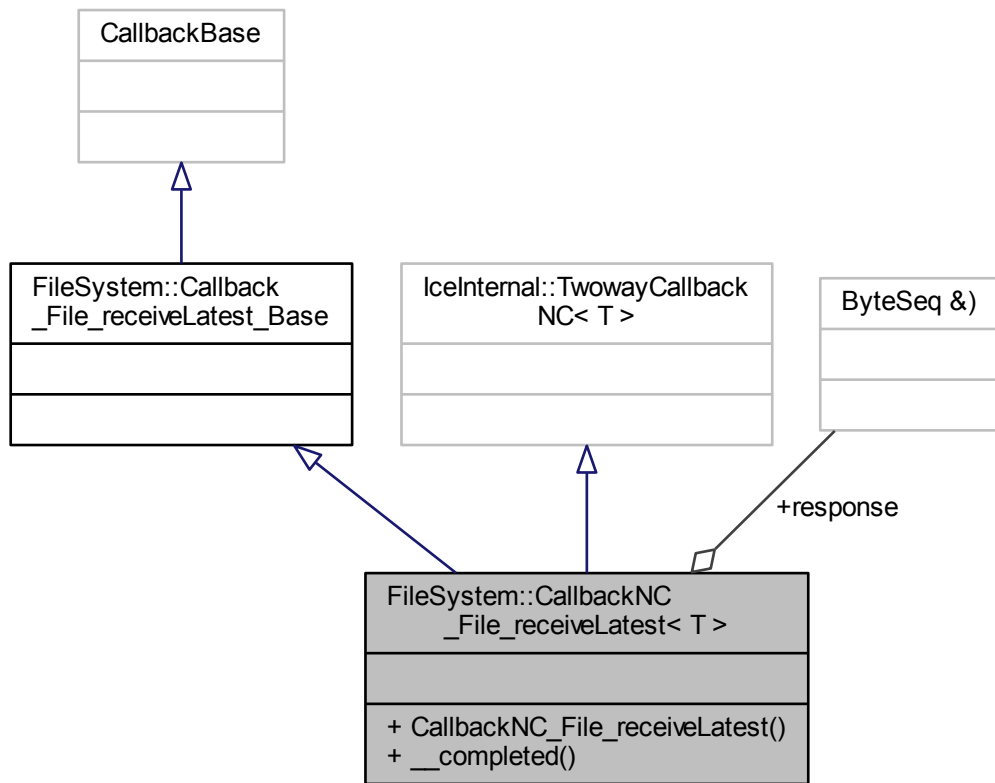 CallbackBase
FileSystem::Callback
_File_receiveLatest_Base
IceInternal::TwowayCallback
NC< T >
ByteSeq &)
+response
FileSystem::CallbackNC
_File_receiveLatest< T >
+ CallbackNC_File_receiveLatest()
+ __completed()